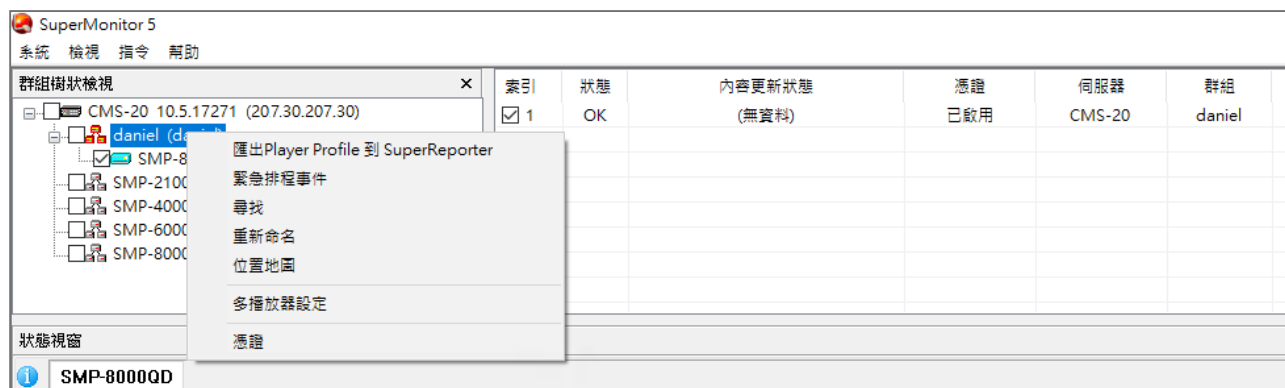 SuperMonitor 5
系統 檢視 指令 幫助
群組樹狀檢視
索引 狀態 內容更新狀態 憑證 伺服器 群組
CMS-20 10.5.17271 (207.30.207.30)
1 OK (無資料) 已啟用 CMS-20 daniel
daniel
SMP-8
SMP-2100
SMP-4000
SMP-6000
SMP-8000
匯出Player Profile 到 SuperReporter
緊急排程事件
尋找
重新命名
位置地圖
多播放器設定
憑證
狀態視窗
SMP-8000QD